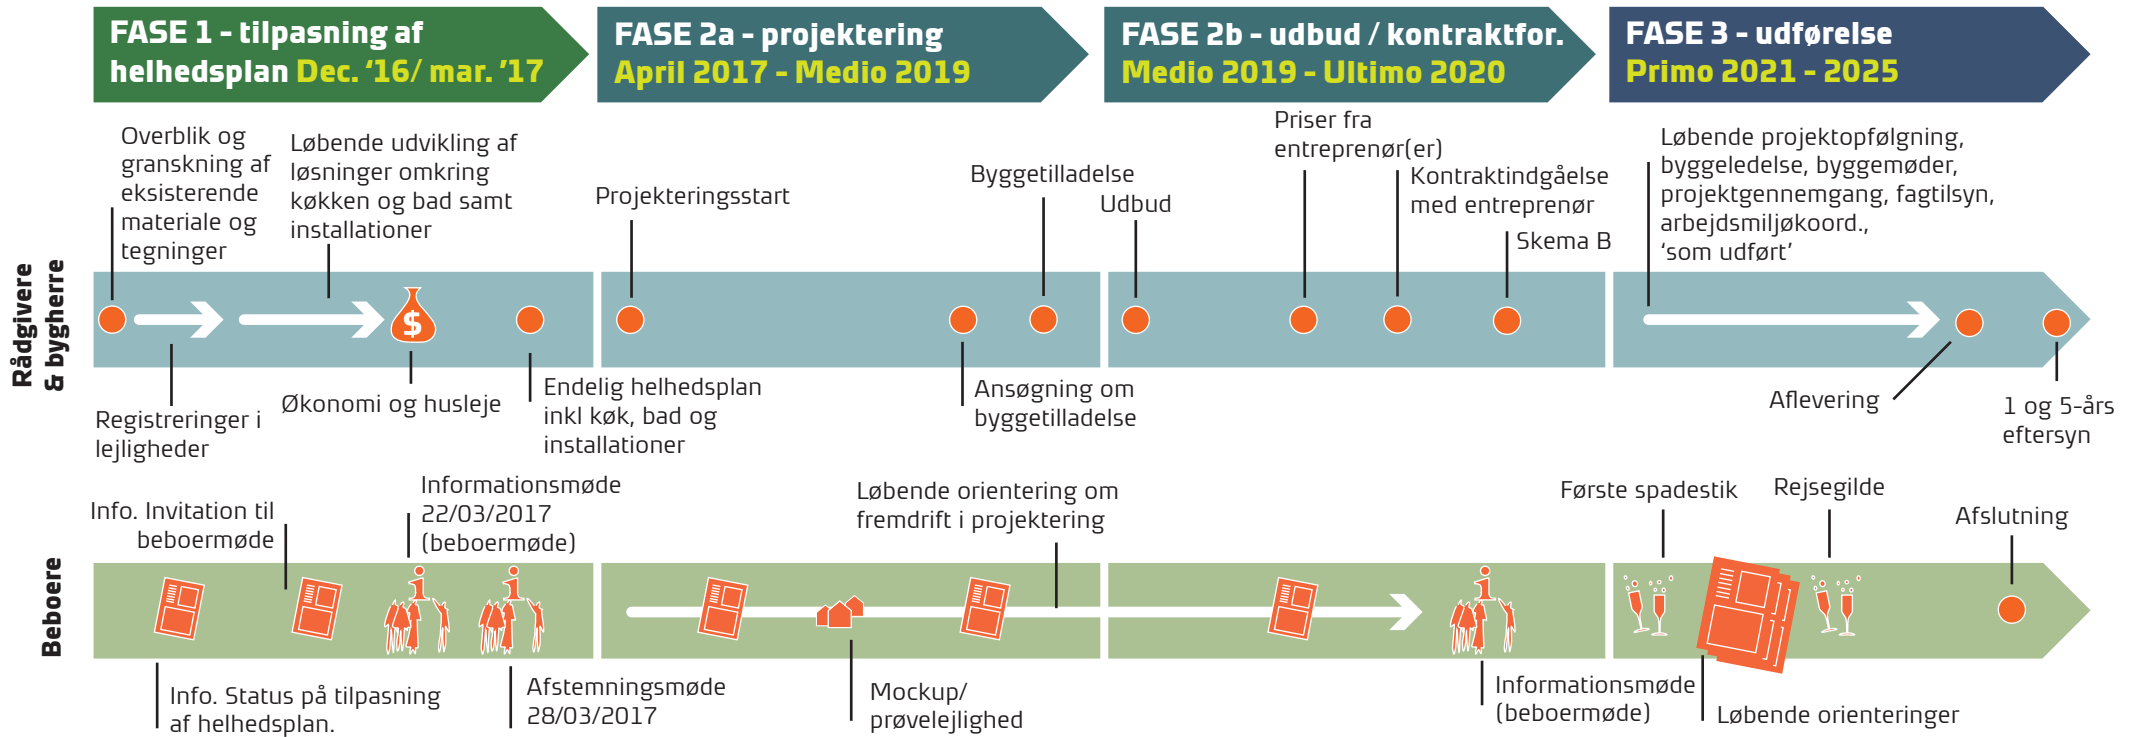 FASE 1 - tilpasning af
helhedsplan Dec. ‘16/ mar. ’17
FASE 2a - projektering
April 2017 - Medio 2019
FASE 2b - udbud / kontraktfor.
Medio 2019 - Ultimo 2020
FASE 3 - udførelse
Primo 2021 - 2025
Rådgivere
& bygherre
Overblik og
granskning af
eksisterende
materiale og
tegninger
Løbende udvikling af
løsninger omkring
køkken og bad samt
installationer
Projekteringsstart
Byggetilladelse
Udbud
Priser fra
entreprenør(er)
Kontraktindgåelse
med entreprenør
Skema B
Løbende projektopfølgning,
byggeledelse, byggemøder,
projektgennemgang, fagtilsyn,
arbejdsmiljøkoord.,
‘som udført’
$
Registreringer i
lejligheder
Økonomi og husleje
Endelig helhedsplan
inkl køk, bad og
installationer
Ansøgning om
byggetilladelse
Aflevering
1 og 5-års
eftersyn
Beboere
Info. Invitation til
beboermøde
Informationsmøde
22/03/2017
(beboermøde)
Løbende orientering om
fremdrift i projektering
Første spadestik
Rejsegilde
Afslutning
Info. Status på tilpasning
af helhedsplan.
Afstemningsmøde
28/03/2017
Mockup/
prøvelejlighed
Informationsmøde
(beboermøde)
Løbende orienteringer